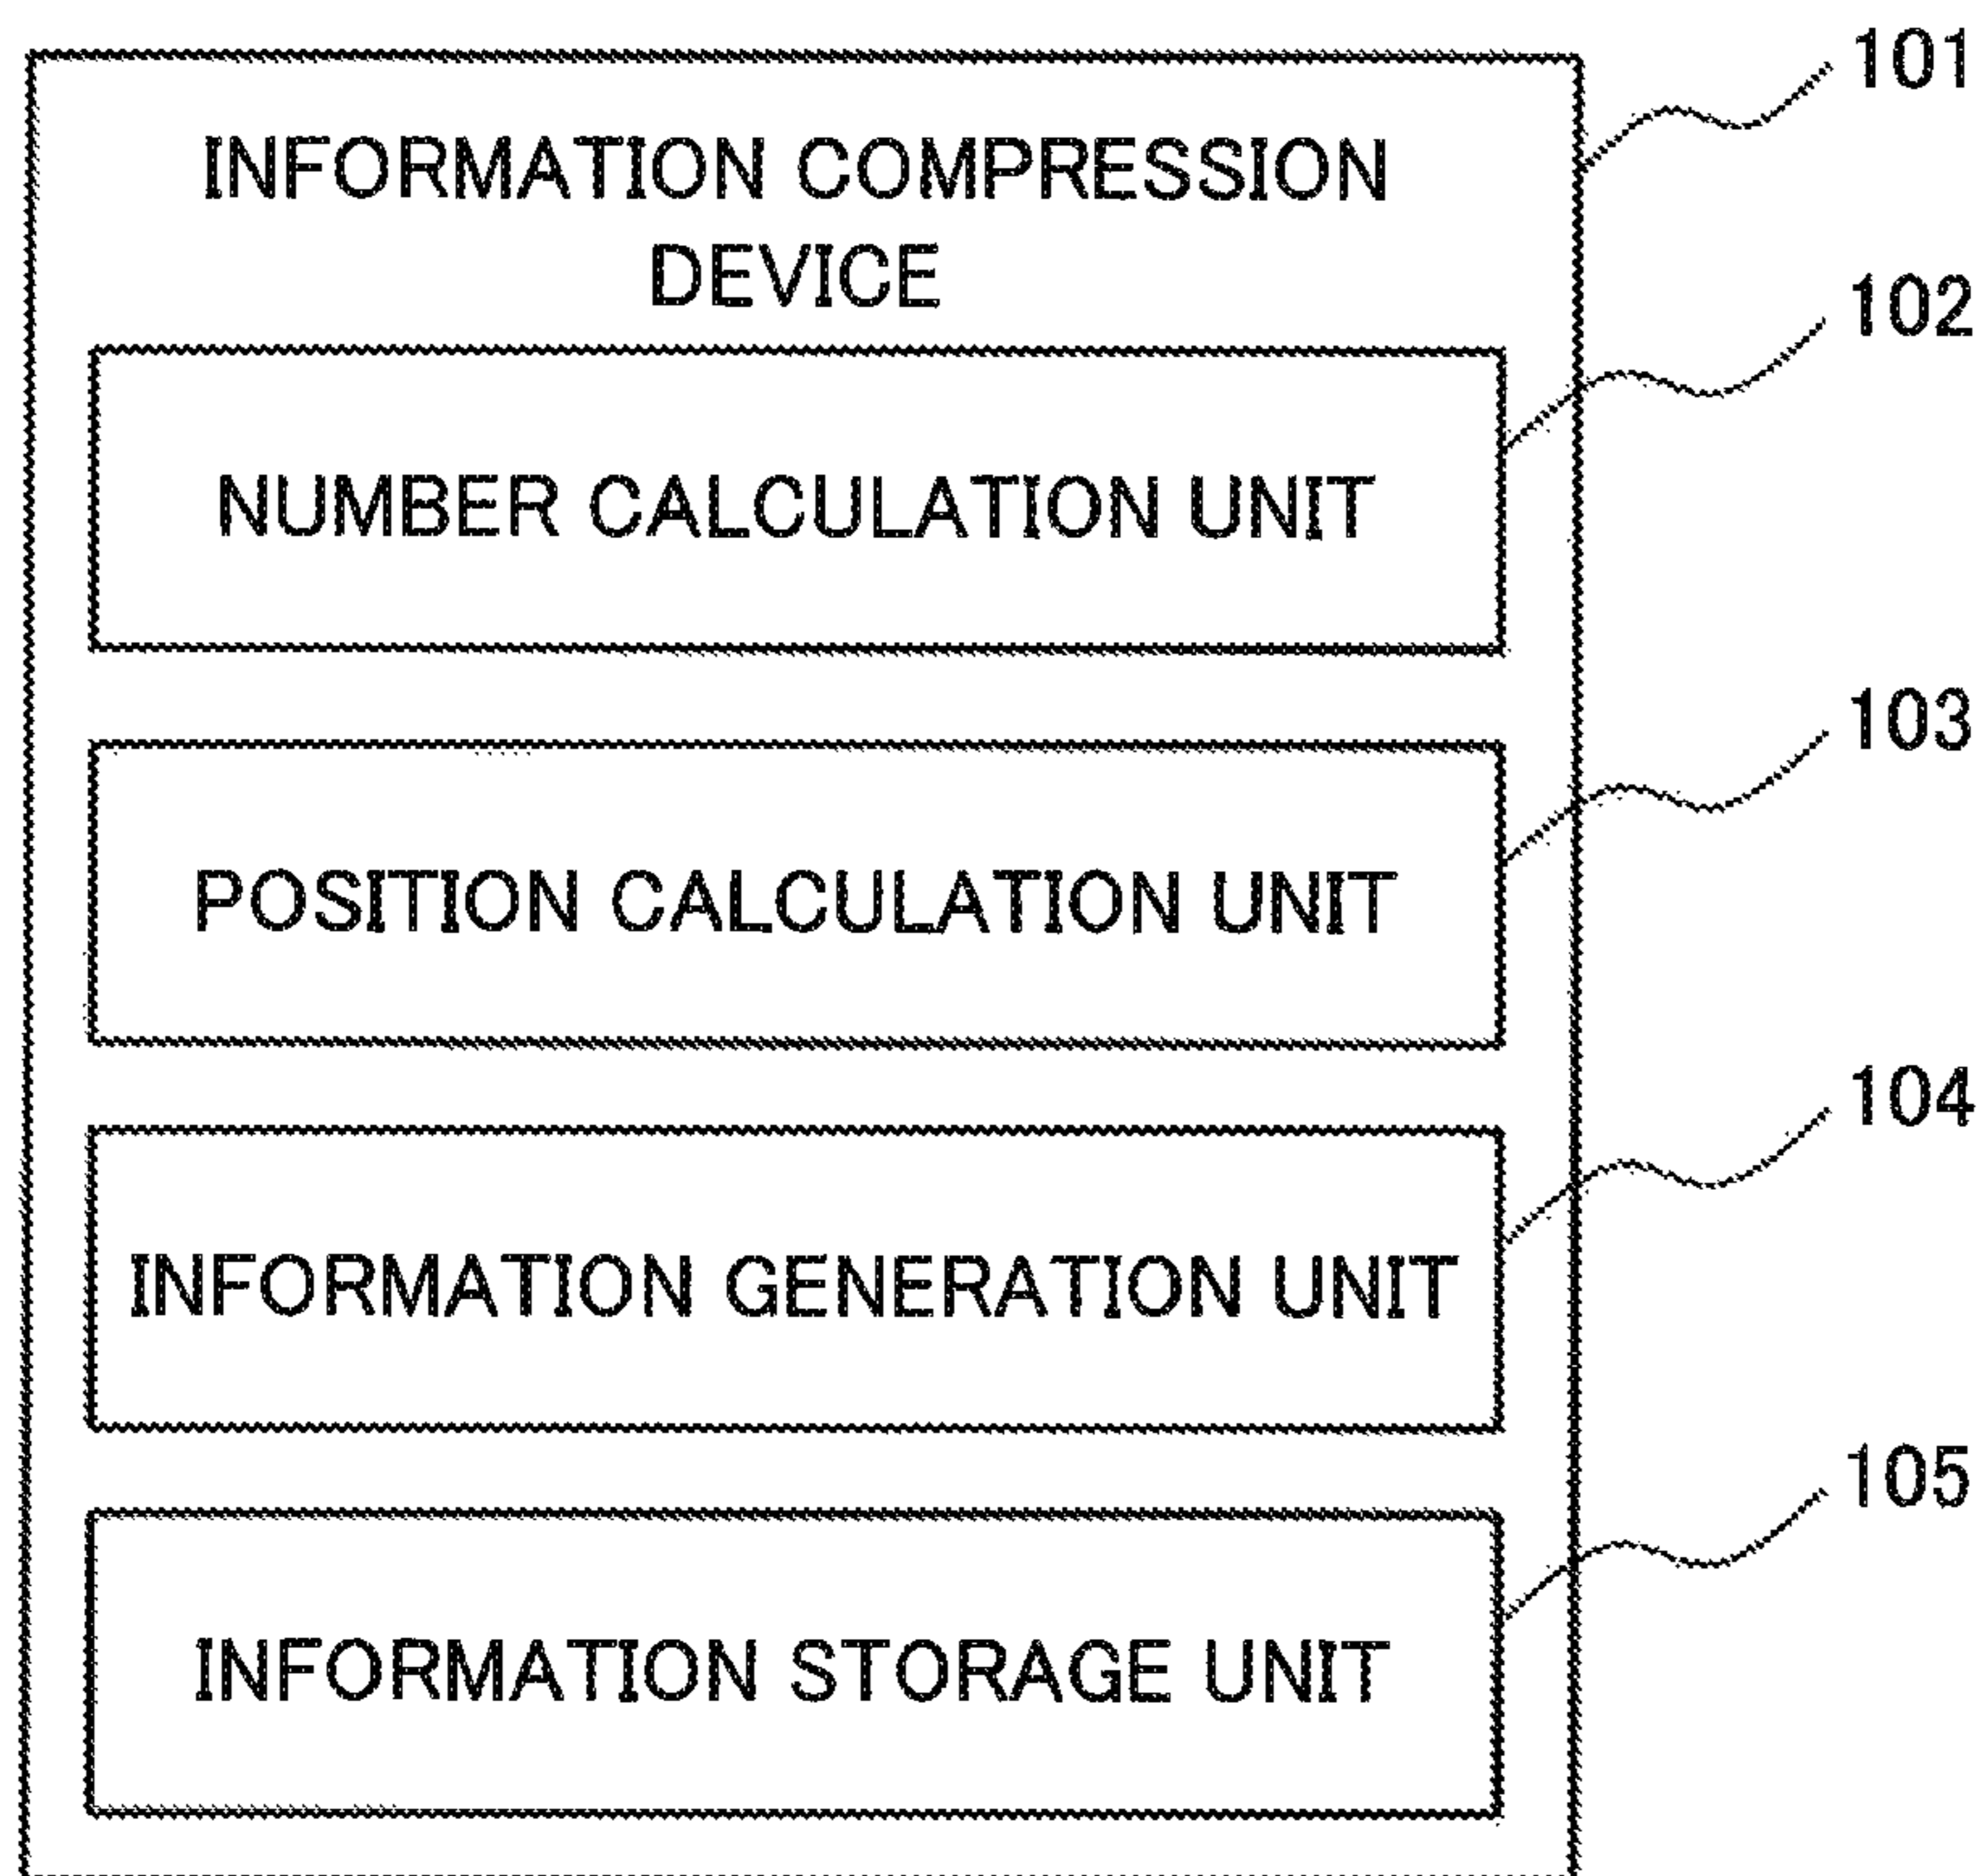 101
INFORMATION COMPRESSION
DEVICE
102
NUMBER CALCULATION UNIT
103
POSITION CALCULATION UNIT
104
INFORMATION GENERATION UNIT
105
INFORMATION STORAGE UNIT